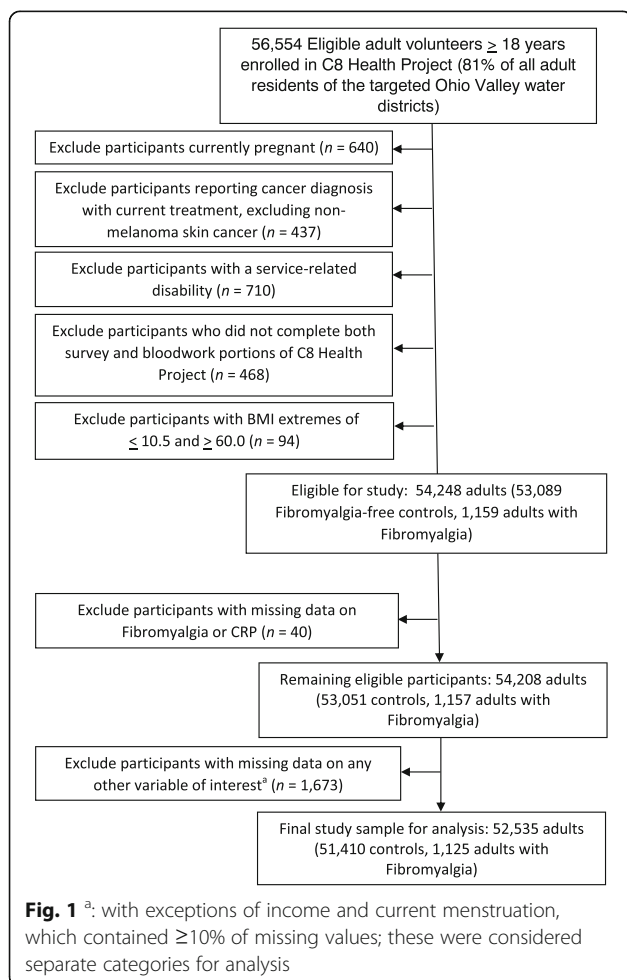 56,554 Eligible adult volunteers ≥ 18 years
enrolled in C8 Health Project (81% of all adult
residents of the targeted Ohio Valley water
districts)
Exclude participants currently pregnant (n = 640)
Exclude participants reporting cancer diagnosis
with current treatment, excluding non-
melanoma skin cancer (n = 437)
Exclude participants with a service-related
disability (n = 710)
Exclude participants who did not complete both
survey and bloodwork portions of C8 Health
Project (n = 468)
Exclude participants with BMI extremes of
≤ 10.5 and ≥ 60.0 (n = 94)
Eligible for study:  54,248 adults (53,089
Fibromyalgia-free controls, 1,159 adults with
Fibromyalgia)
Exclude participants with missing data on
Fibromyalgia or CRP (n = 40)
Remaining eligible participants: 54,208 adults
(53,051 controls, 1,157 adults with
Fibromyalgia)
Exclude participants with missing data on any
other variable of interestᵃ (n = 1,673)
Final study sample for analysis: 52,535 adults
(51,410 controls, 1,125 adults with
Fibromyalgia)
Fig. 1 ᵃ: with exceptions of income and current menstruation,
which contained ≥10% of missing values; these were considered
separate categories for analysis